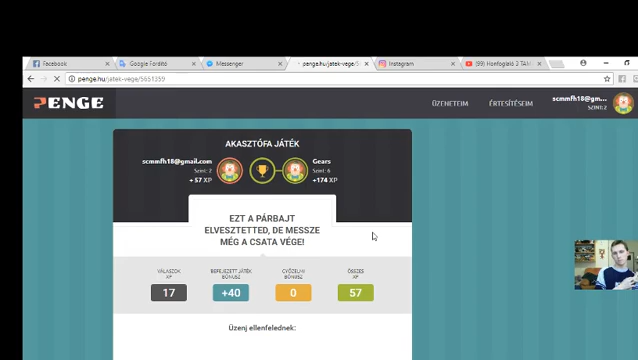 Facebook
Google Fordító
Messenger
penge.hu/jatek-vege/5
Instagram
(99) Honfoglaló 2 TÁM
penge.hu/jatek-vege/5651359
PENGE
ÜZENETEIM
ÉRTESÍTÉSEIM
scmmfh18@gm...
SZINT: 2
AKASZTÓFA JÁTÉK
scmmfh18@gmail.com
Szint: 2
+ 57 XP
Gears
Szint: 6
+174 XP
EZT A PÁRBAJT
ELVESZTETTED, DE MESSZE
MÉG A CSATA VÉGE!
VÁLASZOK
XP
17
BEFEJEZETT JÁTÉK
BÓNUSZ
+40
GYŐZELMI
BÓNUSZ
0
ÖSSZES
XP
57
Üzenj ellenfelednek: